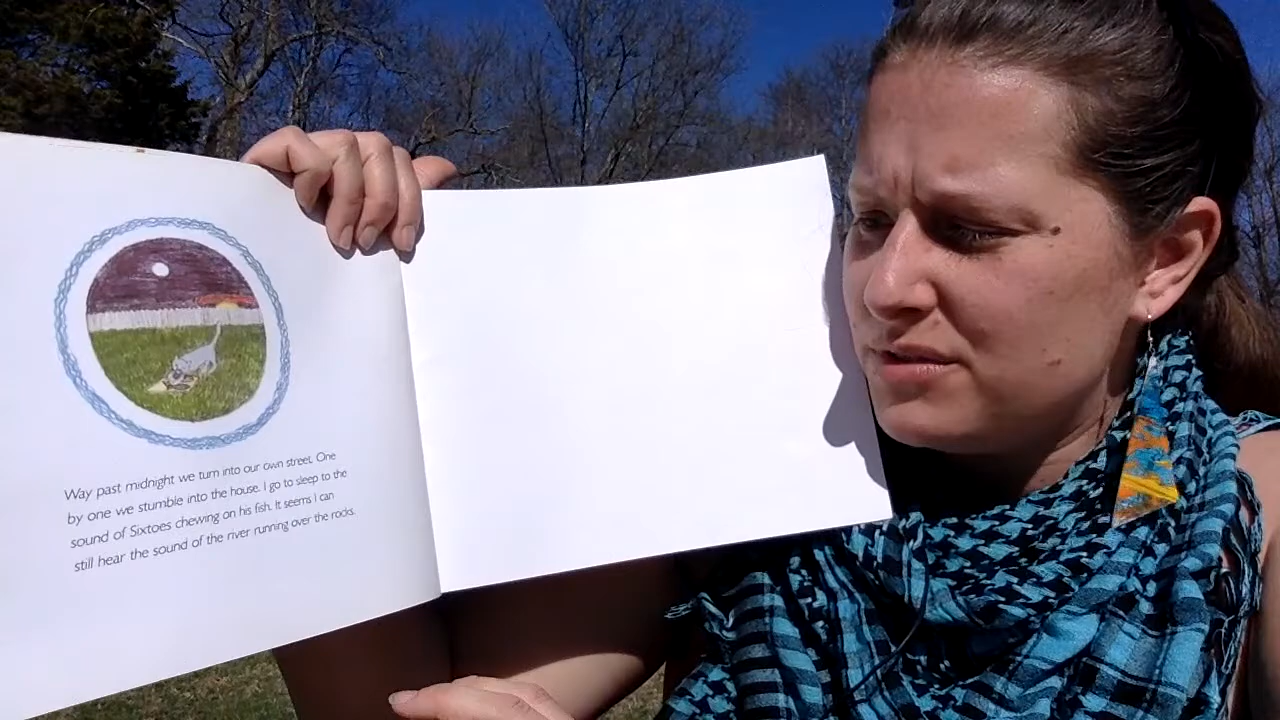 Way past midnight we turn into our own street. One
by one we stumble into the house. I go to sleep to the
sound of Sixtoes chewing on his fish. It seems I can
still hear the sound of the river running over the rocks.